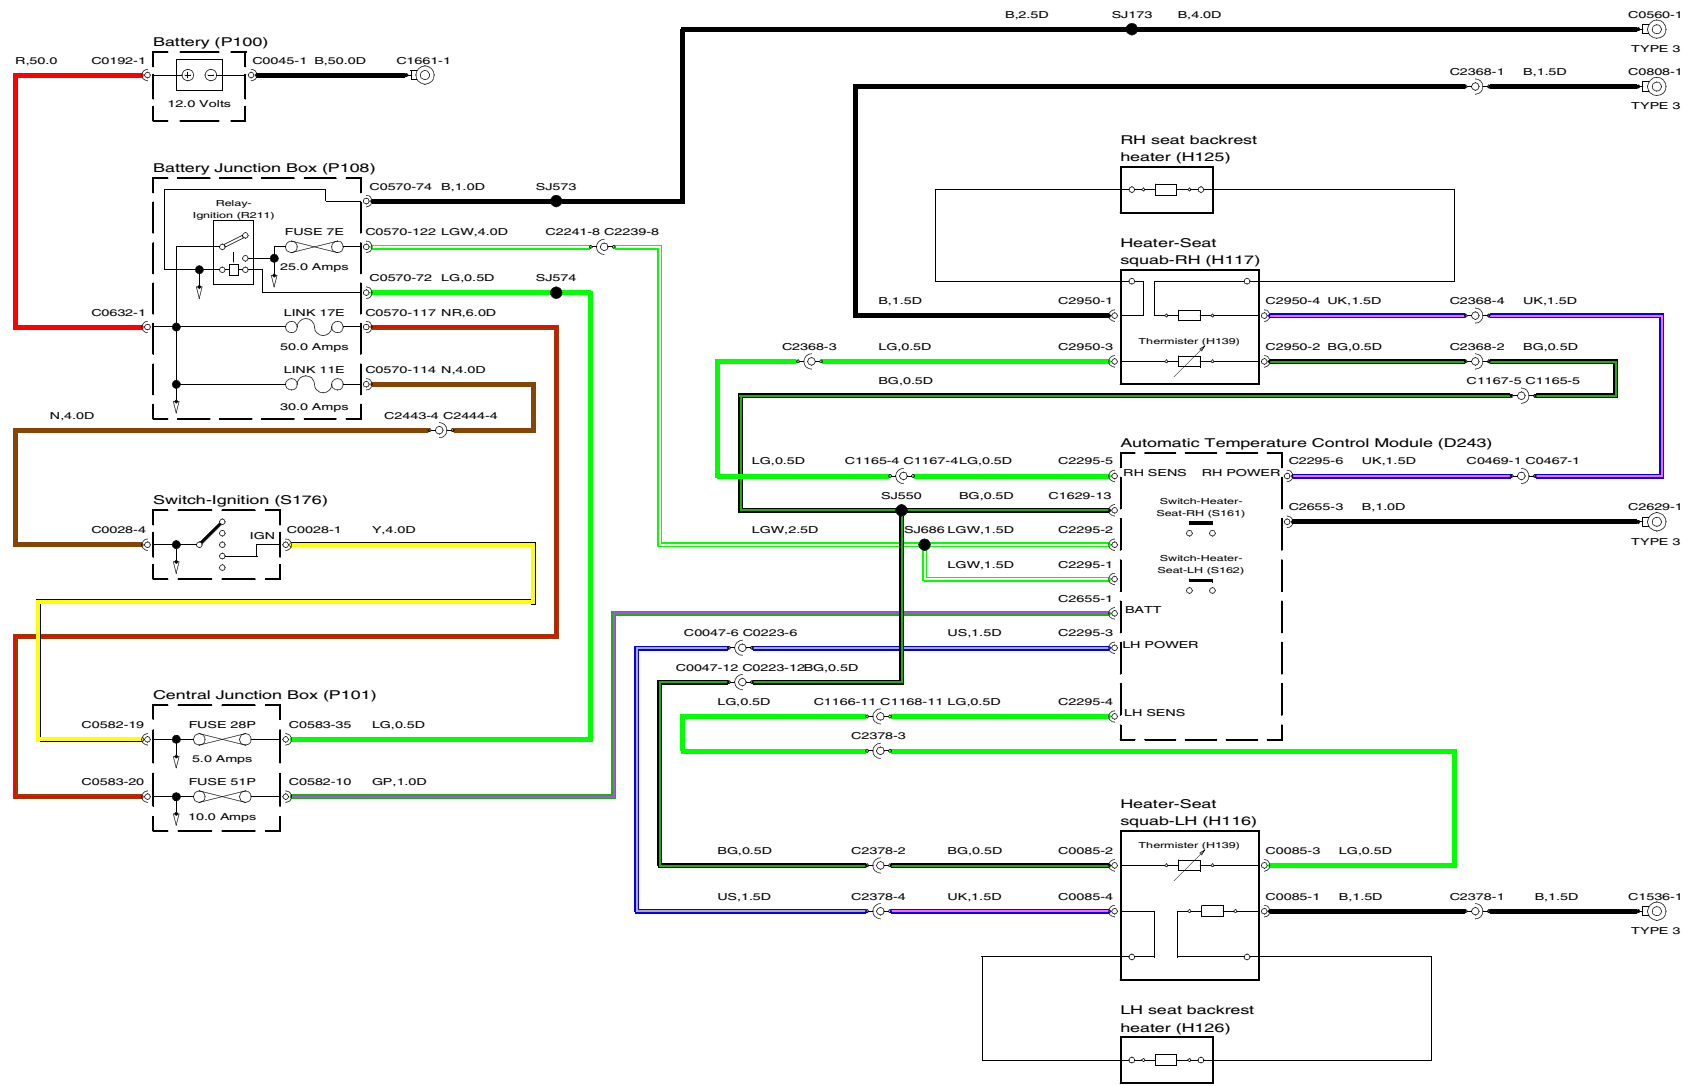 B,2.5D SJ173 B,4.0D C0560-1
TYPE 3
Battery (P100)
R,50.0 C0192-1 C0045-1 B,50.0D C1661-1
12.0 Volts
C2368-1 B,1.5D C0808-1
TYPE 3
RH seat backrest
heater (H125)
Battery Junction Box (P108)
C0570-74 B,1.0D SJ573
Relay-
Ignition (R211)
FUSE 7E C0570-122 LGW,4.0D C2241-8 C2239-8
25.0 Amps
C0570-72 LG,0.5D SJ574
C0632-1 LINK 17E C0570-117 NR,6.0D
50.0 Amps
LINK 11E C0570-114 N,4.0D
30.0 Amps
Heater-Seat
squab-RH (H117)
B,1.5D C2950-1 C2950-4 UK,1.5D C2368-4 UK,1.5D
Thermister (H139)
C2368-3 LG,0.5D C2950-3 C2950-2 BG,0.5D C2368-2 BG,0.5D
BG,0.5D C1167-5 C1165-5
N,4.0D C2443-4 C2444-4
Automatic Temperature Control Module (D243)
LG,0.5D C1165-4 C1167-4LG,0.5D C2295-5 RH SENS RH POWER C2295-6 UK,1.5D C0469-1 C0467-1
Switch-Ignition (S176)
SJ550 BG,0.5D C1629-13
Switch-Heater-
Seat-RH (S161)
C2655-3 B,1.0D C2629-1
TYPE 3
C0028-4 IGN C0028-1 Y,4.0D
LGW,2.5D SJ686 LGW,1.5D C2295-2
Switch-Heater-
Seat-LH (S162)
LGW,1.5D C2295-1
C2655-1 BATT
C0047-6 C0223-6 US,1.5D C2295-3 LH POWER
C0047-12 C0223-12BG,0.5D
Central Junction Box (P101)
LG,0.5D C1166-11 C1168-11 LG,0.5D C2295-4 LH SENS
C0582-19 FUSE 28P C0583-35 LG,0.5D
5.0 Amps
C2378-3
C0583-20 FUSE 51P C0582-10 GP,1.0D
10.0 Amps
Heater-Seat
squab-LH (H116)
Thermister (H139)
BG,0.5D C2378-2 BG,0.5D C0085-2 C0085-3 LG,0.5D
US,1.5D C2378-4 UK,1.5D C0085-4 C0085-1 B,1.5D C2378-1 B,1.5D C1536-1
TYPE 3
LH seat backrest
heater (H126)